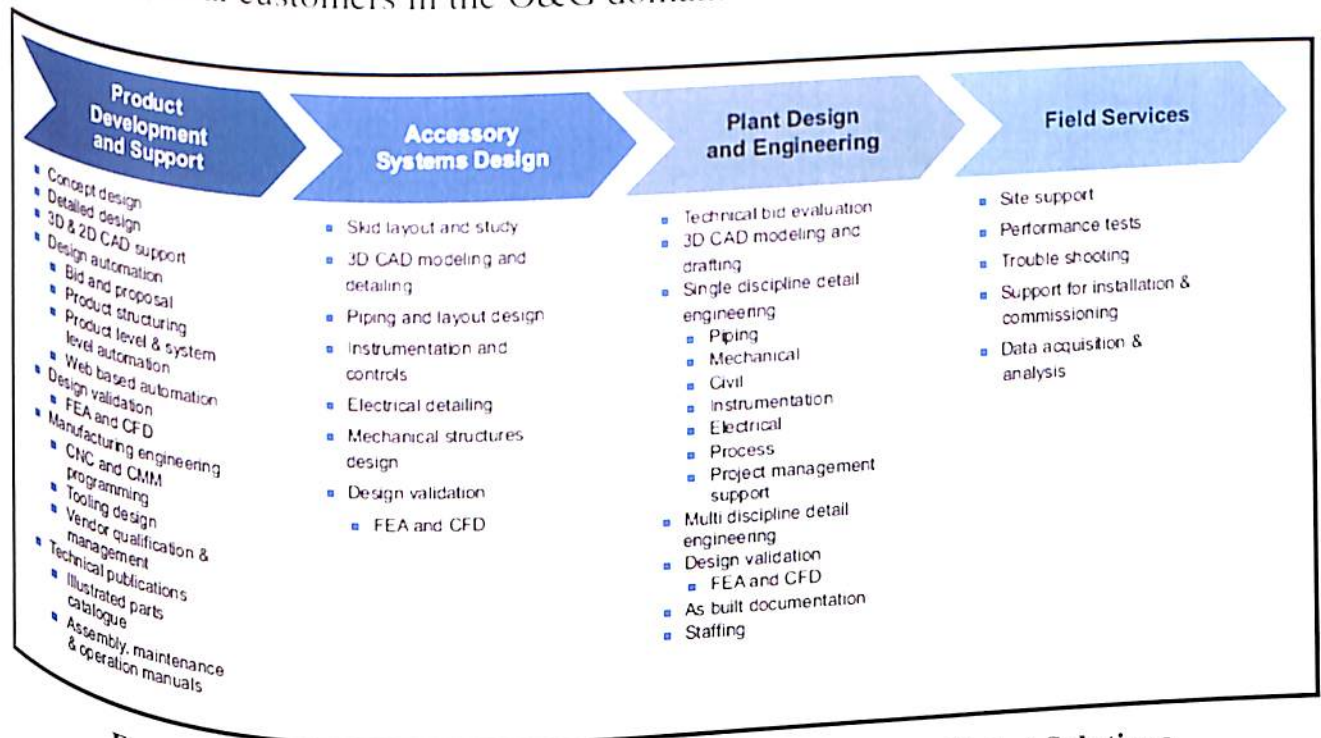 customers in the O&G
Product
Development
and Support
Concept design
Detailed design
3D & 2D CAD support
Design automation
Bid and proposal
Product structuring
Product level & system
level automation
Web based automation
Design validation
FEA and CFD
Manufacturing engineering
CNC and CMM
programming
Tooling design
Vendor qualification &
management
Technical publications
Illustrated parts
catalogue
Assembly, maintenance
& operation manuals
Accessory
Systems Design
Skid layout and study
3D CAD modeling and
detailing
Piping and layout design
Instrumentation and
controls
Electrical detailing
Mechanical structures
design
Design validation
FEA and CFD
Plant Design
and Engineering
Technical bid evaluation
3D CAD modeling and
drafting
Single discipline detail
engineering
Piping
Mechanical
Civil
Instrumentation
Electrical
Process
Project management
support
Multi discipline detail
engineering
Design validation
FEA and CFD
As built documentation
Staffing
Field Services
Site support
Performance tests
Trouble shooting
Support for installation &
commissioning
Data acquisition &
analysis
Solutions